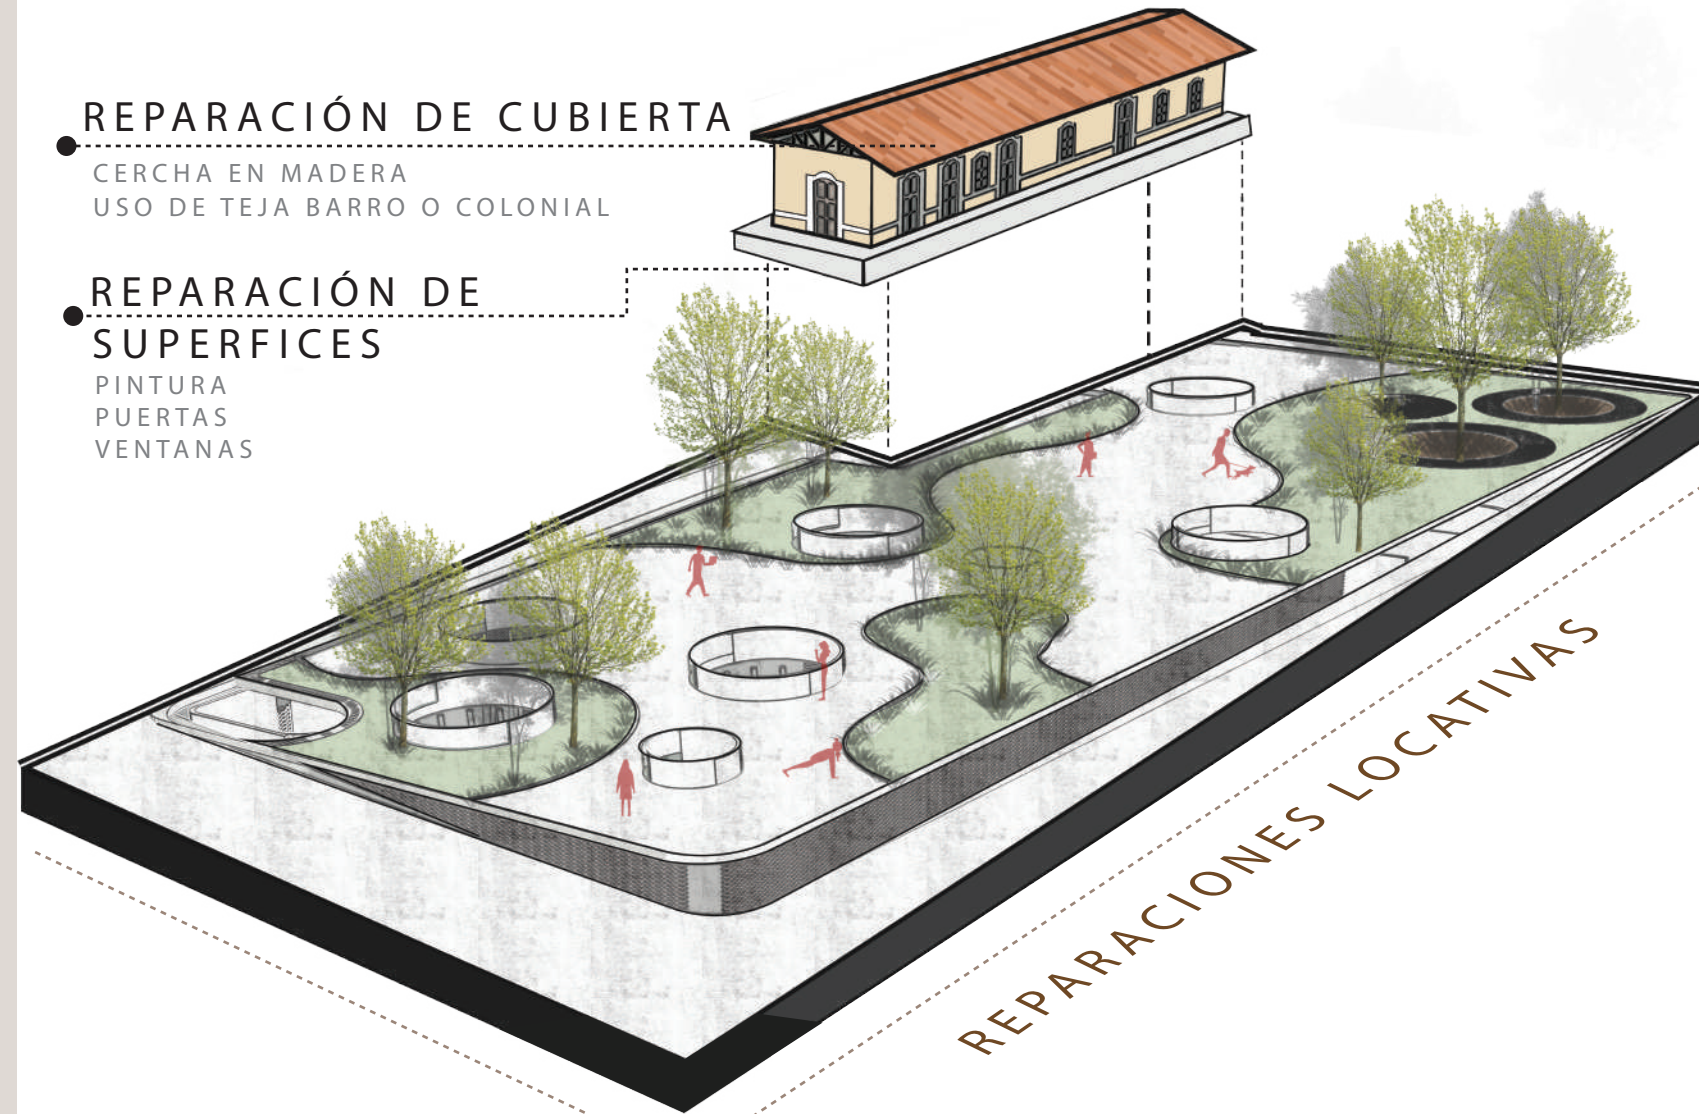 REPARACIÓN DE CUBIERTA
CERCHA EN MADERA
USO DE TEJA BARRO O COLONIAL
REPARACIÓN DE
SUPERFICES
PINTURA
PUERTAS
VENTANAS
REPARACIONES LOCATIVAS